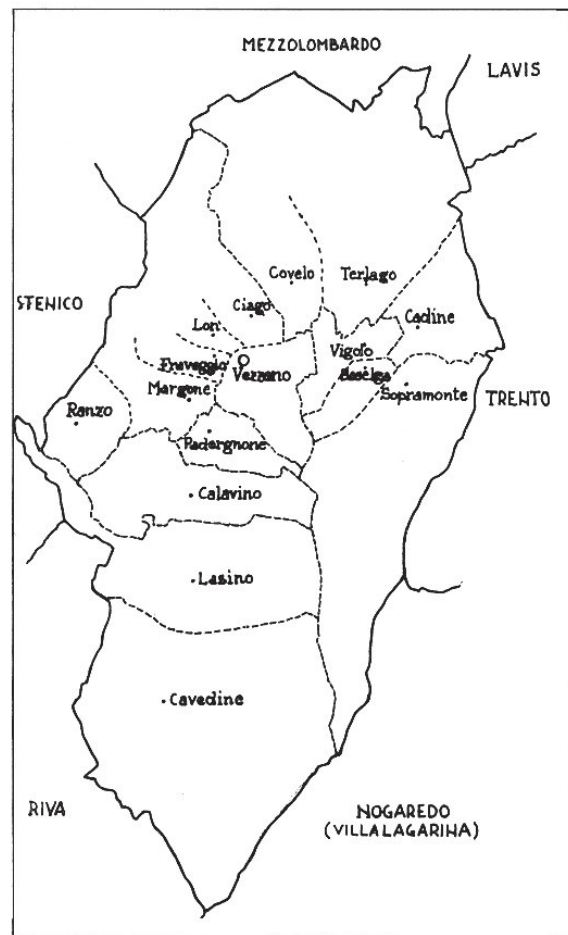 MEZZOLOMBARDO
LAVIS
Covelo
Terlago
STENICO
Ciago
Cadine
Lon
Vigolo
Fraveggio
Vezzano
Baselga
Margone
Sopramonte
TRENTO
Ranzo
Padergnone
Calavino
Lasino
Cavedine
RIVA
NOGAREDO
(VILLALAGARINA)